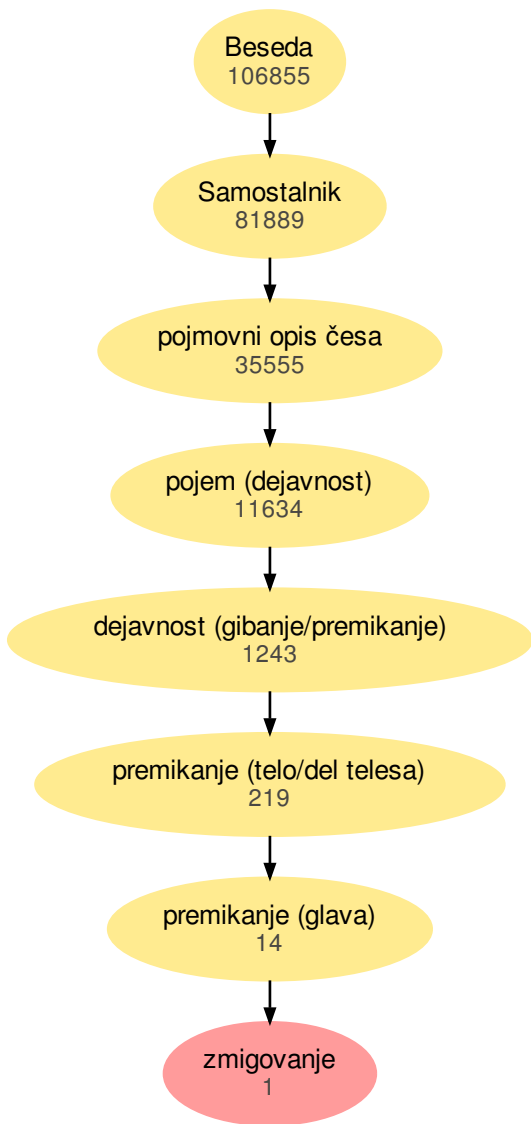 Beseda
106855
Samostalnik
81889
pojmovni opis česa
35555
pojem (dejavnost)
11634
dejavnost (gibanje/premikanje)
1243
premikanje (telo/del telesa)
219
premikanje (glava)
14
zmigovanje
1